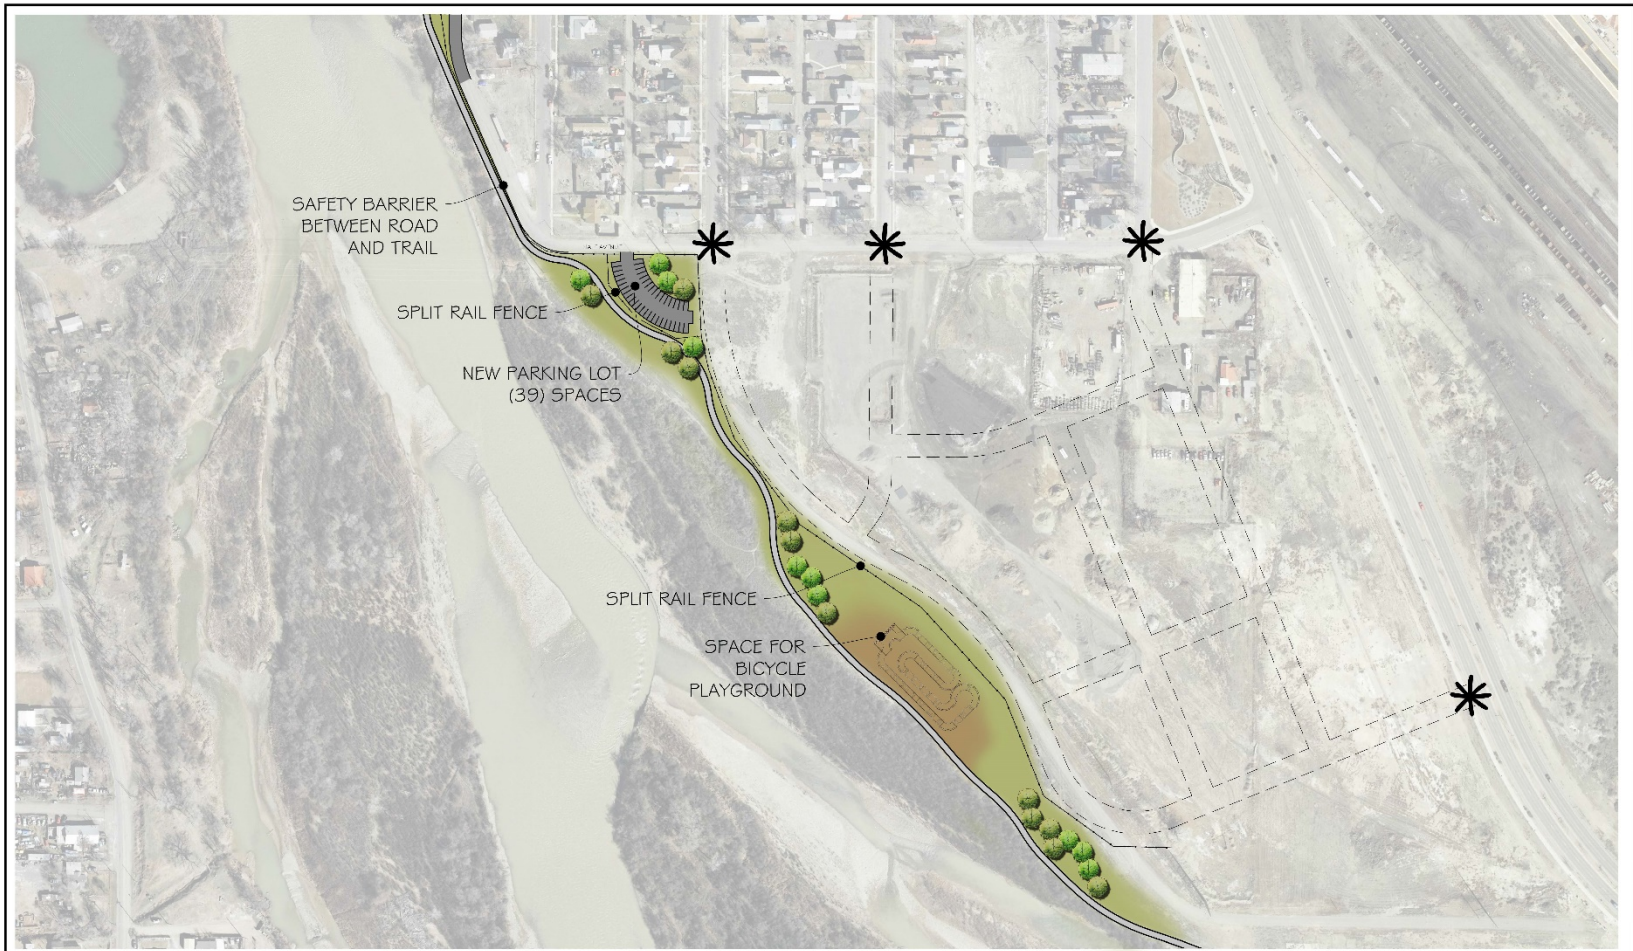 SAFETY BARRIER
BETWEEN ROAD
AND TRAIL
SPLIT RAIL FENCE
NEW PARKING LOT
(39) SPACES
SPLIT RAIL FENCE
SPACE FOR
BICYCLE
PLAYGROUND